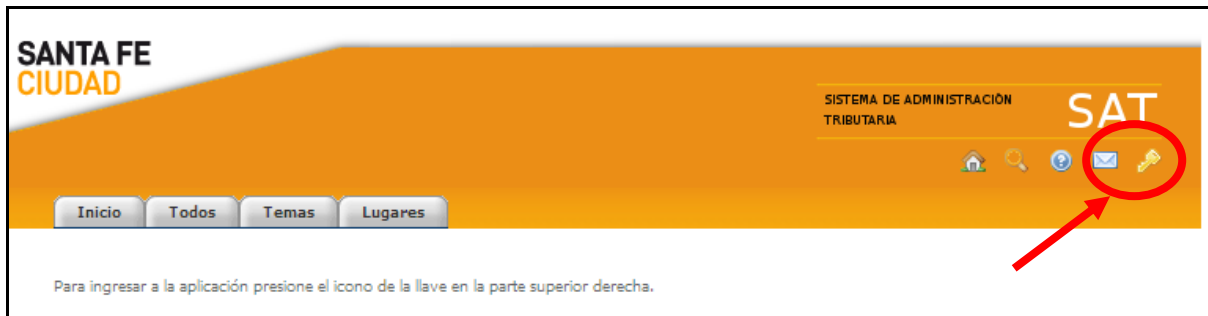 SANTA FE
CIUDAD
SISTEMA DE ADMINISTRACIÓN
TRIBUTARIA
SAT
Inicio
Todos
Temas
Lugares
Para ingresar a la aplicación presione el icono de la llave en la parte superior derecha.